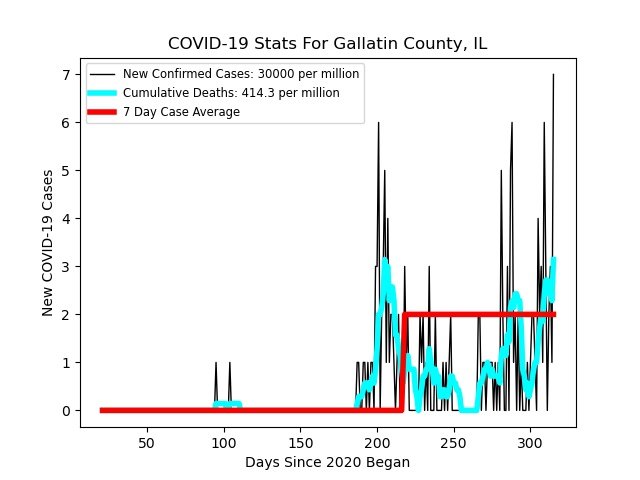 COVID-19 Stats For Gallatin County, IL
New Confirmed Cases: 30000 per million
Cumulative Deaths: 414.3 per million
7 Day Case Average
New COVID-19 Cases
7
6
5
4
3
2
1
0
50 100 150 200 250 300
Days Since 2020 Began